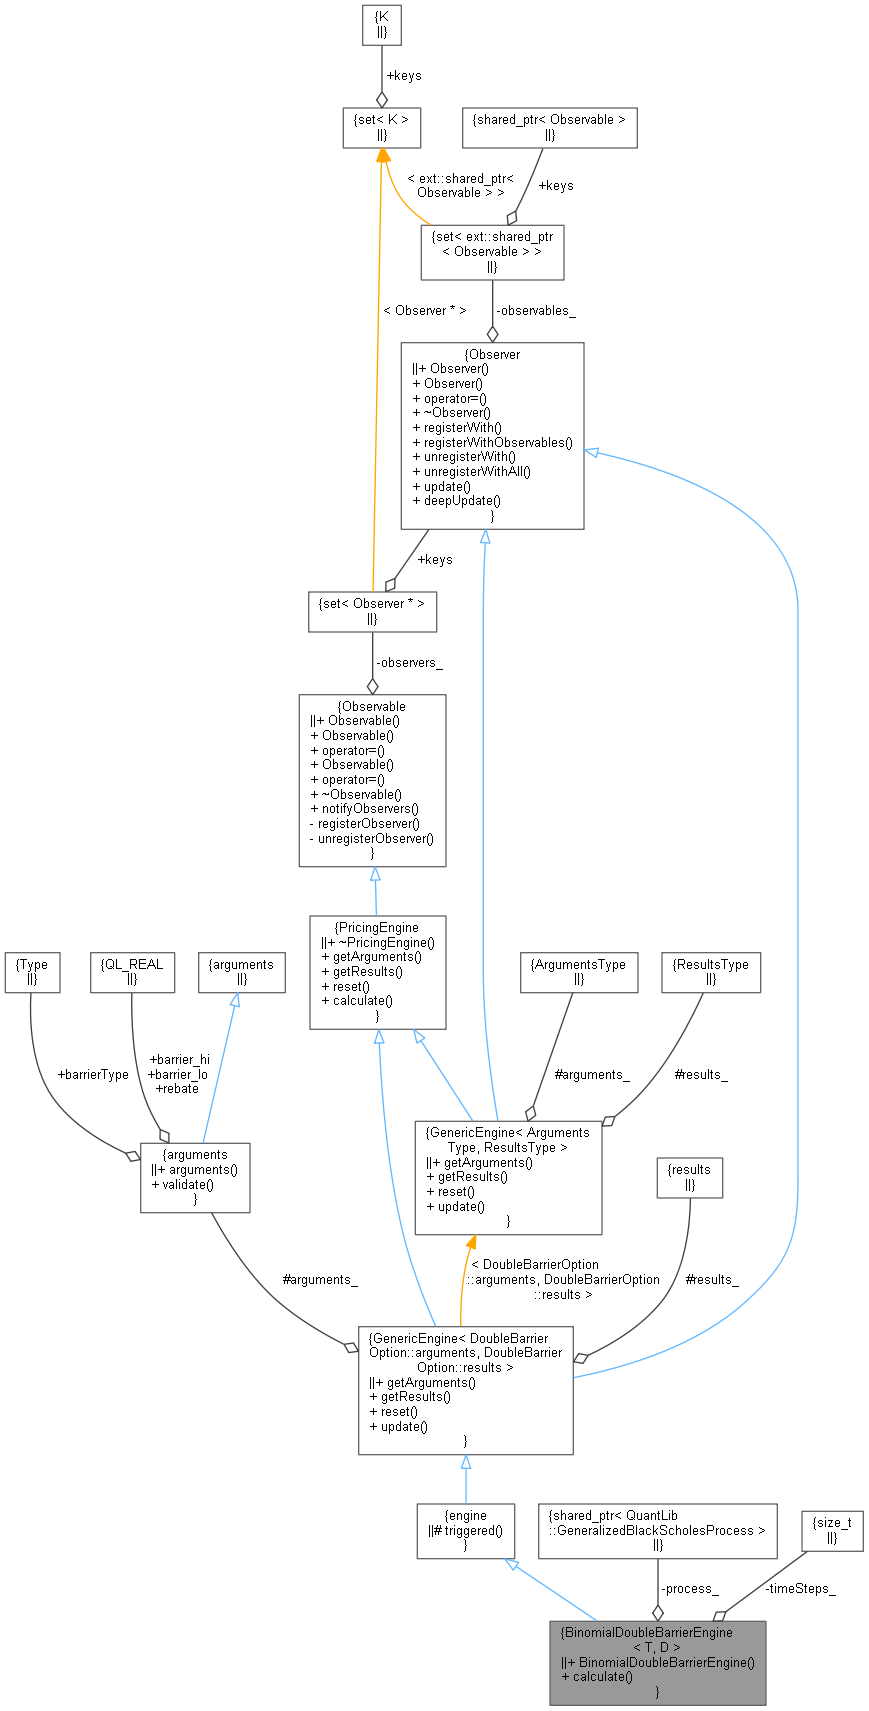 {K
||}
+keys
{set< K >
||}
{shared_ptr< Observable >
||}
< ext::shared_ptr<
Observable > >
+keys
{set< ext::shared_ptr
< Observable > >
||}
< Observer * >
-observables_
{Observer
||+ Observer()
+ Observer()
+ operator=()
+ ~Observer()
+ registerWith()
+ registerWithObservables()
+ unregisterWith()
+ unregisterWithAll()
+ update()
+ deepUpdate()
}
+keys
{set< Observer * >
||}
-observers_
{Observable
||+ Observable()
+ Observable()
+ operator=()
+ Observable()
+ operator=()
+ ~Observable()
+ notifyObservers()
- registerObserver()
- unregisterObserver()
}
{PricingEngine
||+ ~PricingEngine()
+ getArguments()
+ getResults()
+ reset()
+ calculate()
}
{Type
||}
{QL_REAL
||}
{arguments
||}
{ArgumentsType
||}
{ResultsType
||}
+barrierType
+barrier_hi
+barrier_lo
+rebate
#arguments_
#results_
{arguments
||+ arguments()
+ validate()
}
{GenericEngine< Arguments
Type, ResultsType >
||+ getArguments()
+ getResults()
+ reset()
+ update()
}
{results
||}
#arguments_
< DoubleBarrierOption
::arguments, DoubleBarrierOption
::results >
#results_
{GenericEngine< DoubleBarrier
Option::arguments, DoubleBarrier
Option::results >
||+ getArguments()
+ getResults()
+ reset()
+ update()
}
{engine
||# triggered()
}
{shared_ptr< QuantLib
::GeneralizedBlackScholesProcess >
||}
{size_t
||}
-process_
-timeSteps_
{BinomialDoubleBarrierEngine
< T, D >
||+ BinomialDoubleBarrierEngine()
+ calculate()
}